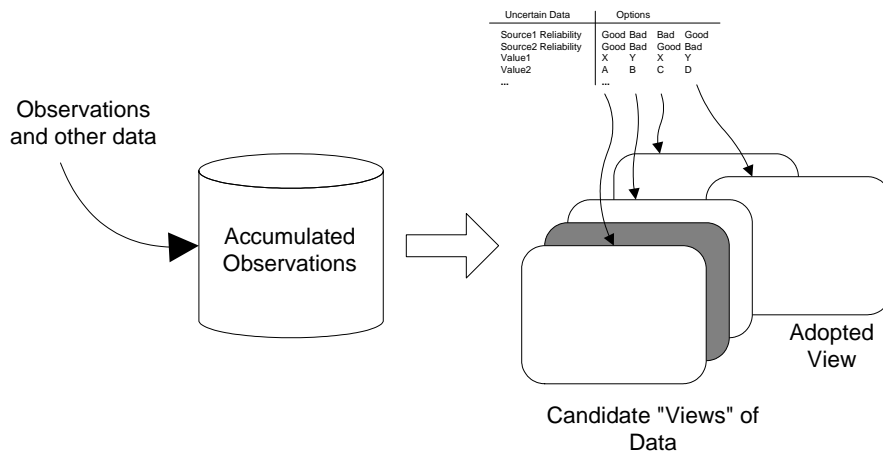 Uncertain Data Options
Source1 Reliability Good Bad Bad Good
Source2 Reliability Good Bad Good Bad
Value1 X Y X Y
Value2 A B C D
... ...
Observations
and other data
Accumulated
Observations
Adopted
View
Candidate "Views" of
Data